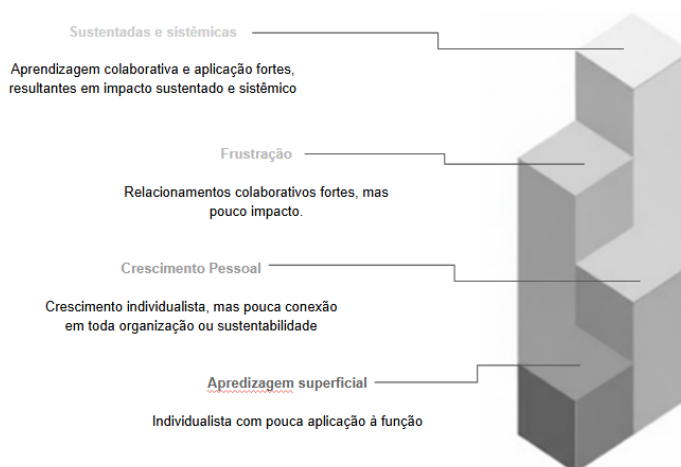 Sustentadas e sistêmicas
Aprendizagem colaborativa e aplicação fortes,
resultantes em impacto sustentado e sistêmico
Frustração
Relacionamentos colaborativos fortes, mas
pouco impacto.
Crescimento Pessoal
Crescimento individualista, mas pouca conexão
em toda organização ou sustentabilidade
Apredizagem superficial
Individualista com pouca aplicação à função